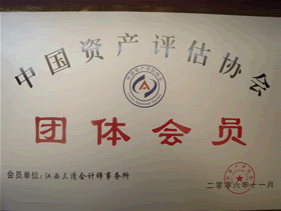 中国资产评估协会
团体会员
会员单位:江西三清会计师事务所
二零零六年十一月